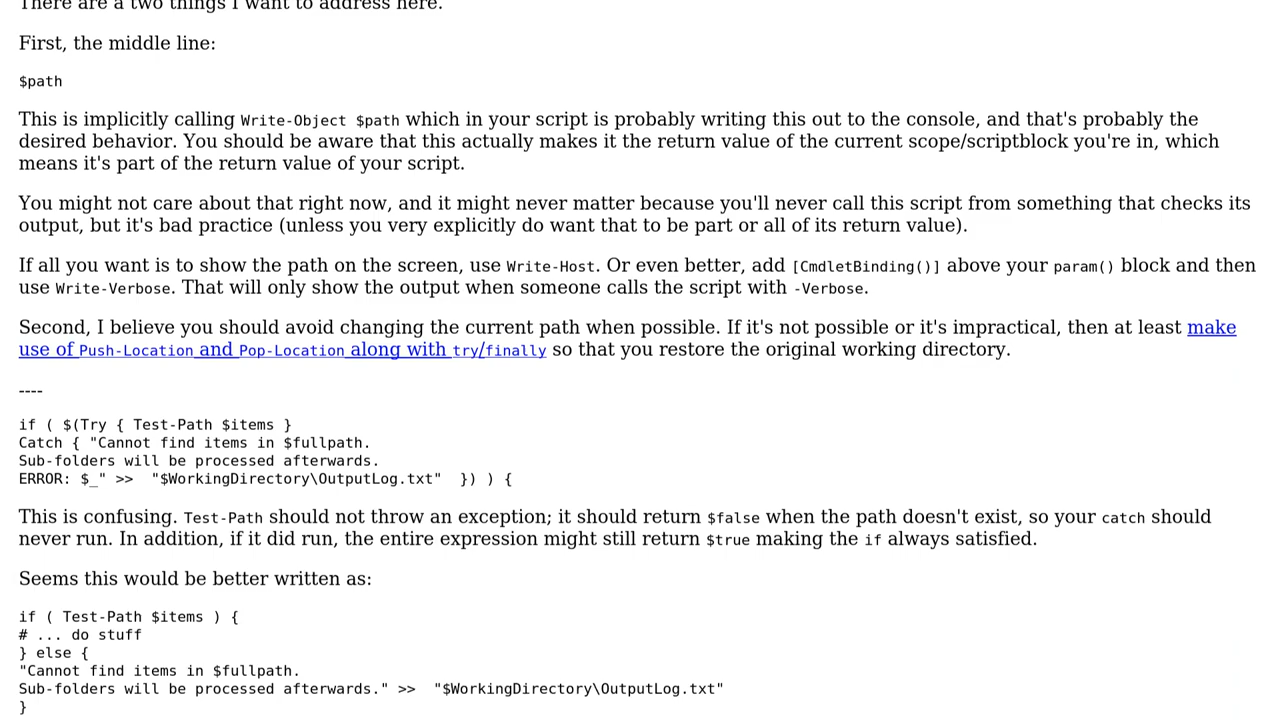 There are a two things I want to address here.
First, the middle line:
$path
This is implicitly calling Write-Object $path which in your script is probably writing this out to the console, and that's probably the
desired behavior. You should be aware that this actually makes it the return value of the current scope/scriptblock you're in, which
means it's part of the return value of your script.
You might not care about that right now, and it might never matter because you'll never call this script from something that checks its
output, but it's bad practice (unless you very explicitly do want that to be part or all of its return value).
If all you want is to show the path on the screen, use Write-Host. Or even better, add [CmdletBinding()] above your param() block and then
use Write-Verbose. That will only show the output when someone calls the script with -Verbose.
Second, I believe you should avoid changing the current path when possible. If it's not possible or it's impractical, then at least make
use of Push-Location and Pop-Location along with try/finally so that you restore the original working directory.
----
if ( $(Try { Test-Path $items }
Catch { "Cannot find items in $fullpath.
Sub-folders will be processed afterwards.
ERROR: $_" >>  "$WorkingDirectory\OutputLog.txt"  }) ) {
This is confusing. Test-Path should not throw an exception; it should return $false when the path doesn't exist, so your catch should
never run. In addition, if it did run, the entire expression might still return $true making the if always satisfied.
Seems this would be better written as:
if ( Test-Path $items ) {
# ... do stuff
} else {
"Cannot find items in $fullpath.
Sub-folders will be processed afterwards." >>  "$WorkingDirectory\OutputLog.txt"
}